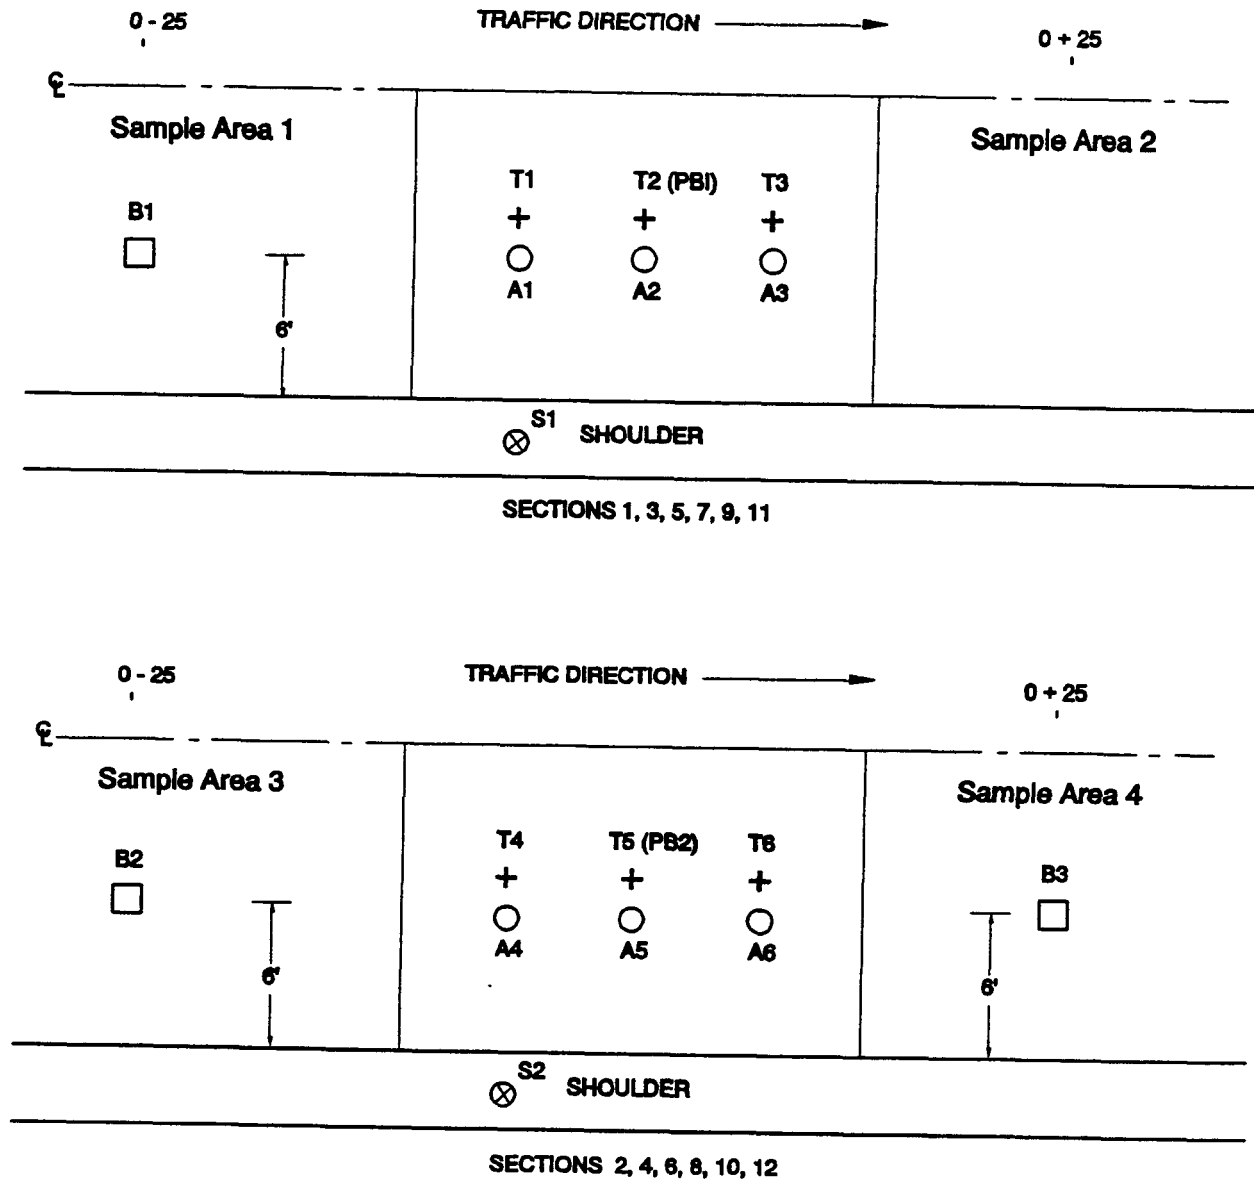 0 - 25
TRAFFIC DIRECTION
0 + 25
℄
Sample Area 1
Sample Area 2
T1
T2 (PBI)
T3
B1
A1
A2
A3
6'
S1
SHOULDER
SECTIONS 1, 3, 5, 7, 9, 11
0 - 25
TRAFFIC DIRECTION
0 + 25
℄
Sample Area 3
Sample Area 4
T4
T5 (PB2)
T6
B2
B3
A4
A5
A6
6'
6'
S2
SHOULDER
SECTIONS 2, 4, 6, 8, 10, 12